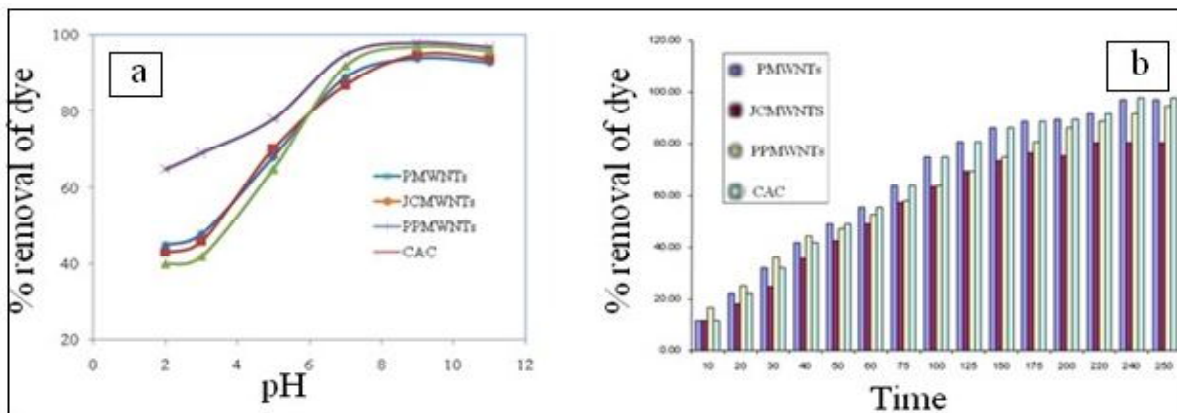 a
% removal of dye
100
80
60
40
20
0 2 4 6 8 10 12
pH
PMWNTs
JCMWNTs
PPMWNTs
CAC
b
% removal of dye
120.00
100.00
80.00
60.00
40.00
20.00
0.00
10 20 30 40 50 60 75 100 125 150 175 200 220 240 250
Time
PMWNTs
JCMWNTS
PPMWNTs
CAC